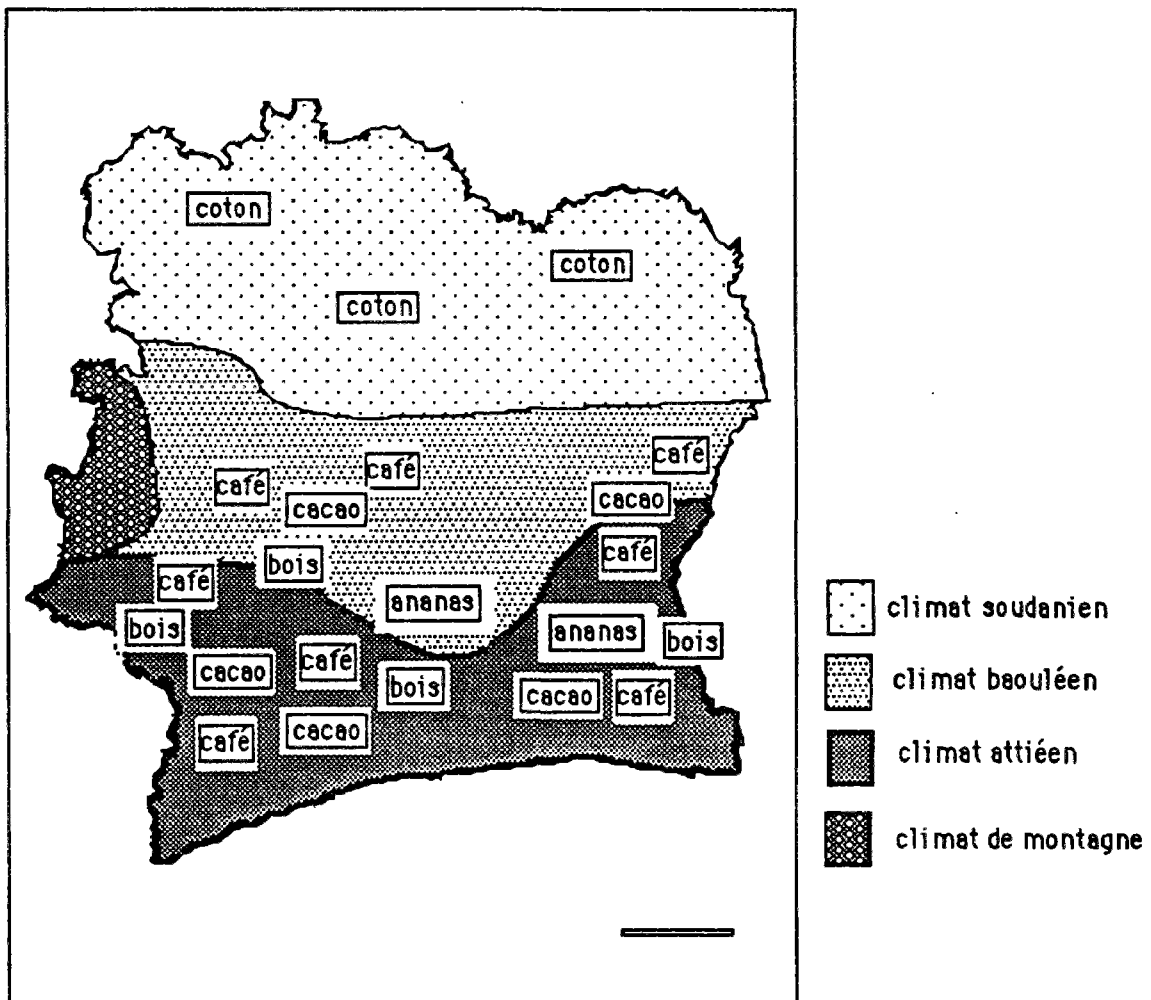 coton
coton
coton
café
café
café
cacao
cacao
café
bois
café
ananas
bois
ananas
bois
café
cacao
bois
cacao
café
café
cacao
climat soudanien
climat baouléen
climat attiéen
climat de montagne